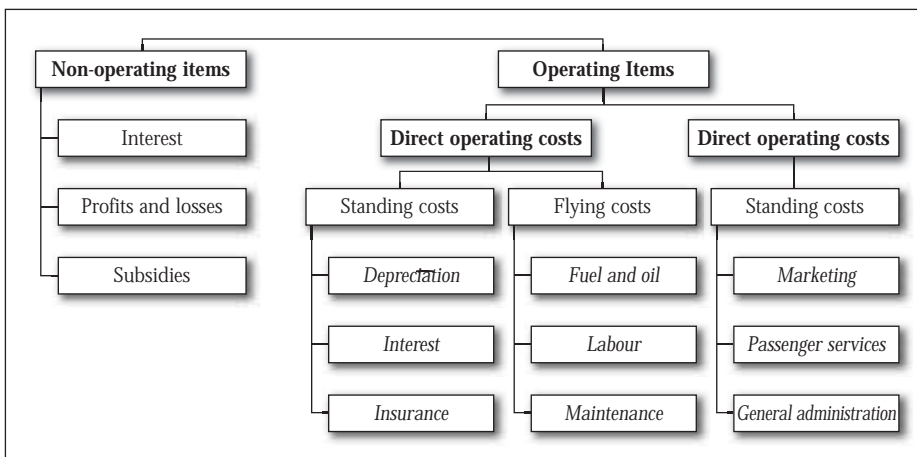 Non-operating items
Operating Items
Interest
Profits and losses
Subsidies
Direct operating costs
Direct operating costs
Standing costs
Flying costs
Standing costs
Depreciation
Fuel and oil
Marketing
Interest
Labour
Passenger services
Insurance
Maintenance
General administration